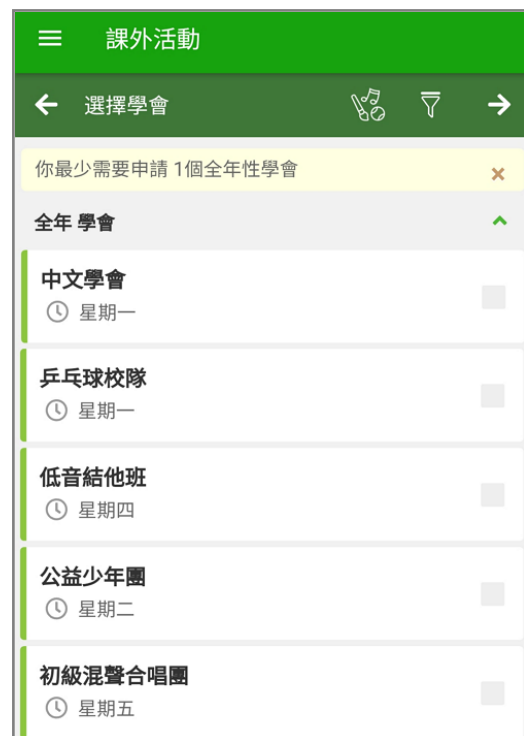 課外活動
選擇學會
你最少需要申請 1個全年性學會
全年 學會
中文學會
星期一
乒乓球校隊
星期一
低音結他班
星期四
公益少年團
星期二
初級混聲合唱團
星期五